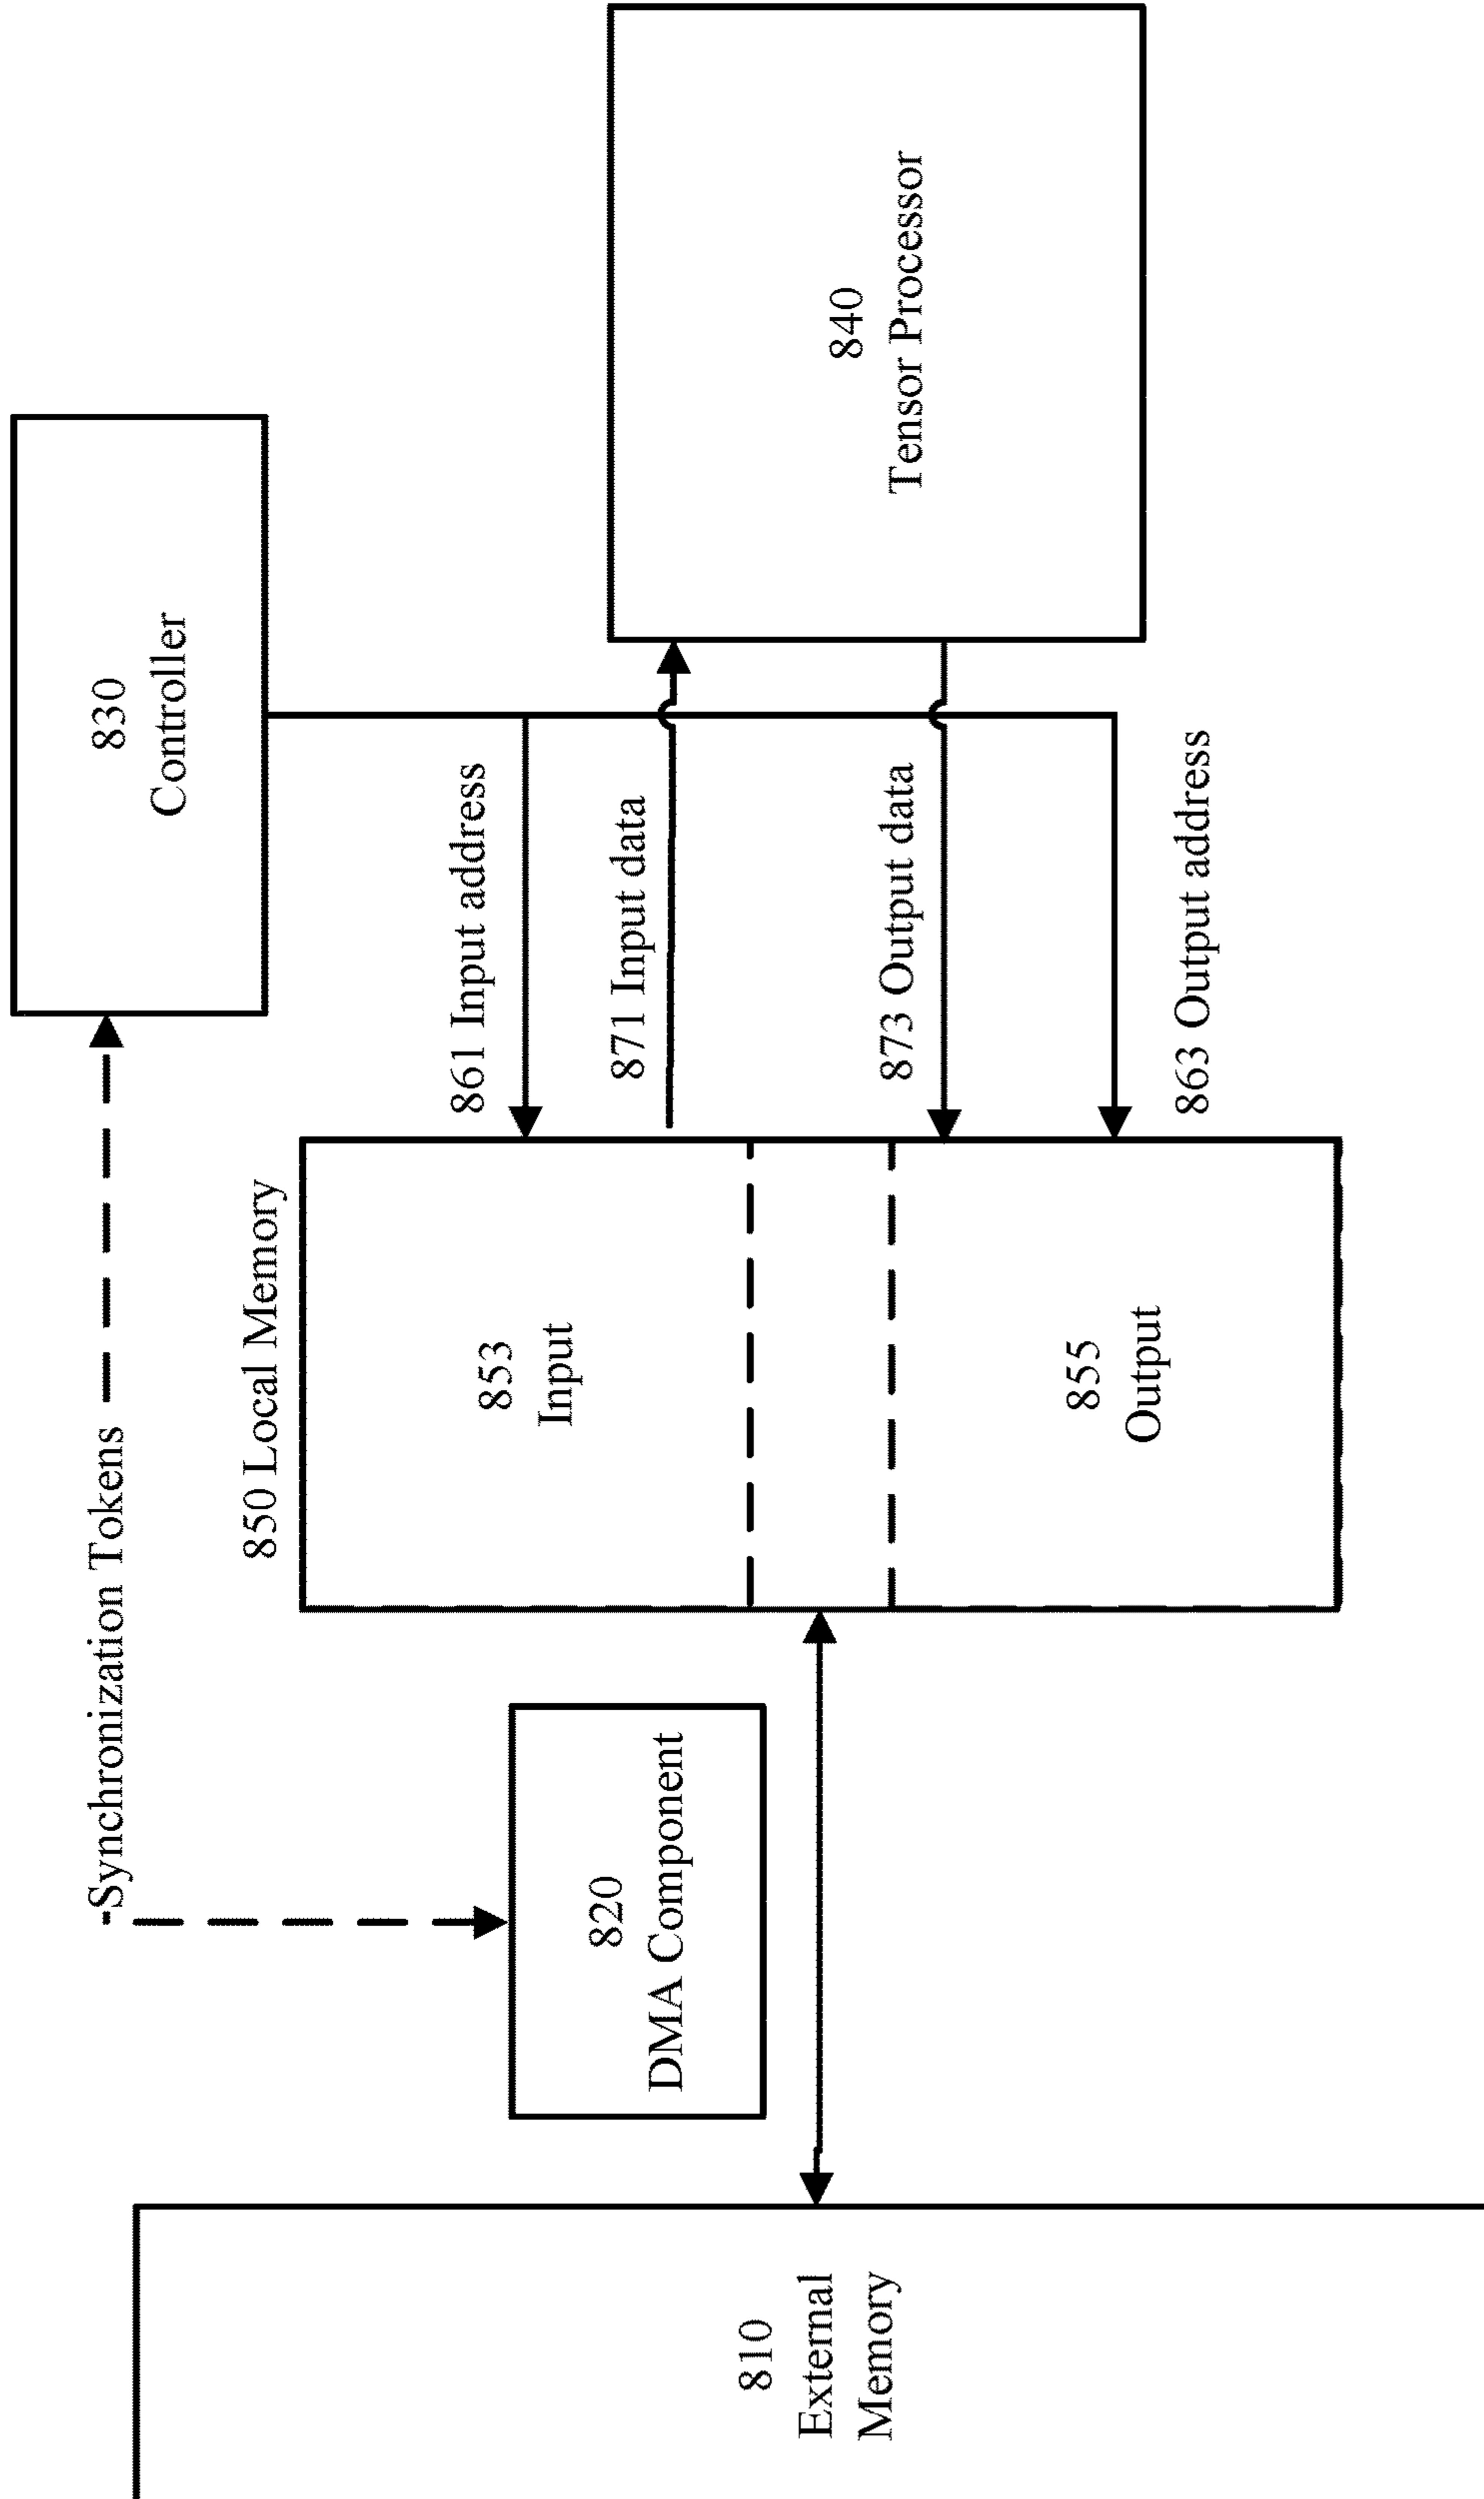 830
Controller
-Synchronization Tokens
850 Local Memory
861 Input address
853
Input
820
DMA Component
871 Input data
810
External
Memory
840
Tensor Processor
873 Output data
855
Output
863 Output address